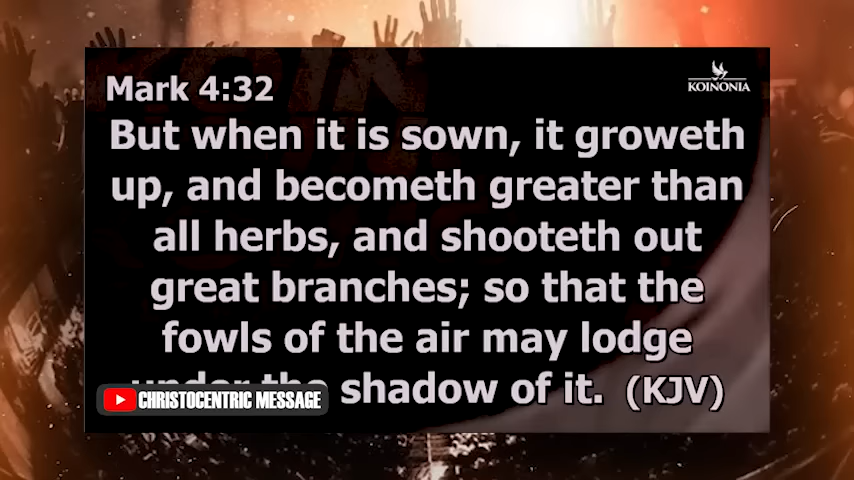 KOINONIA
Mark 4:32
But when it is sown, it groweth
up, and becometh greater than
all herbs, and shooteth out
great branches; so that the
fowls of the air may lodge
under the shadow of it. (KJV)
CHRISTOCENTRIC MESSAGE